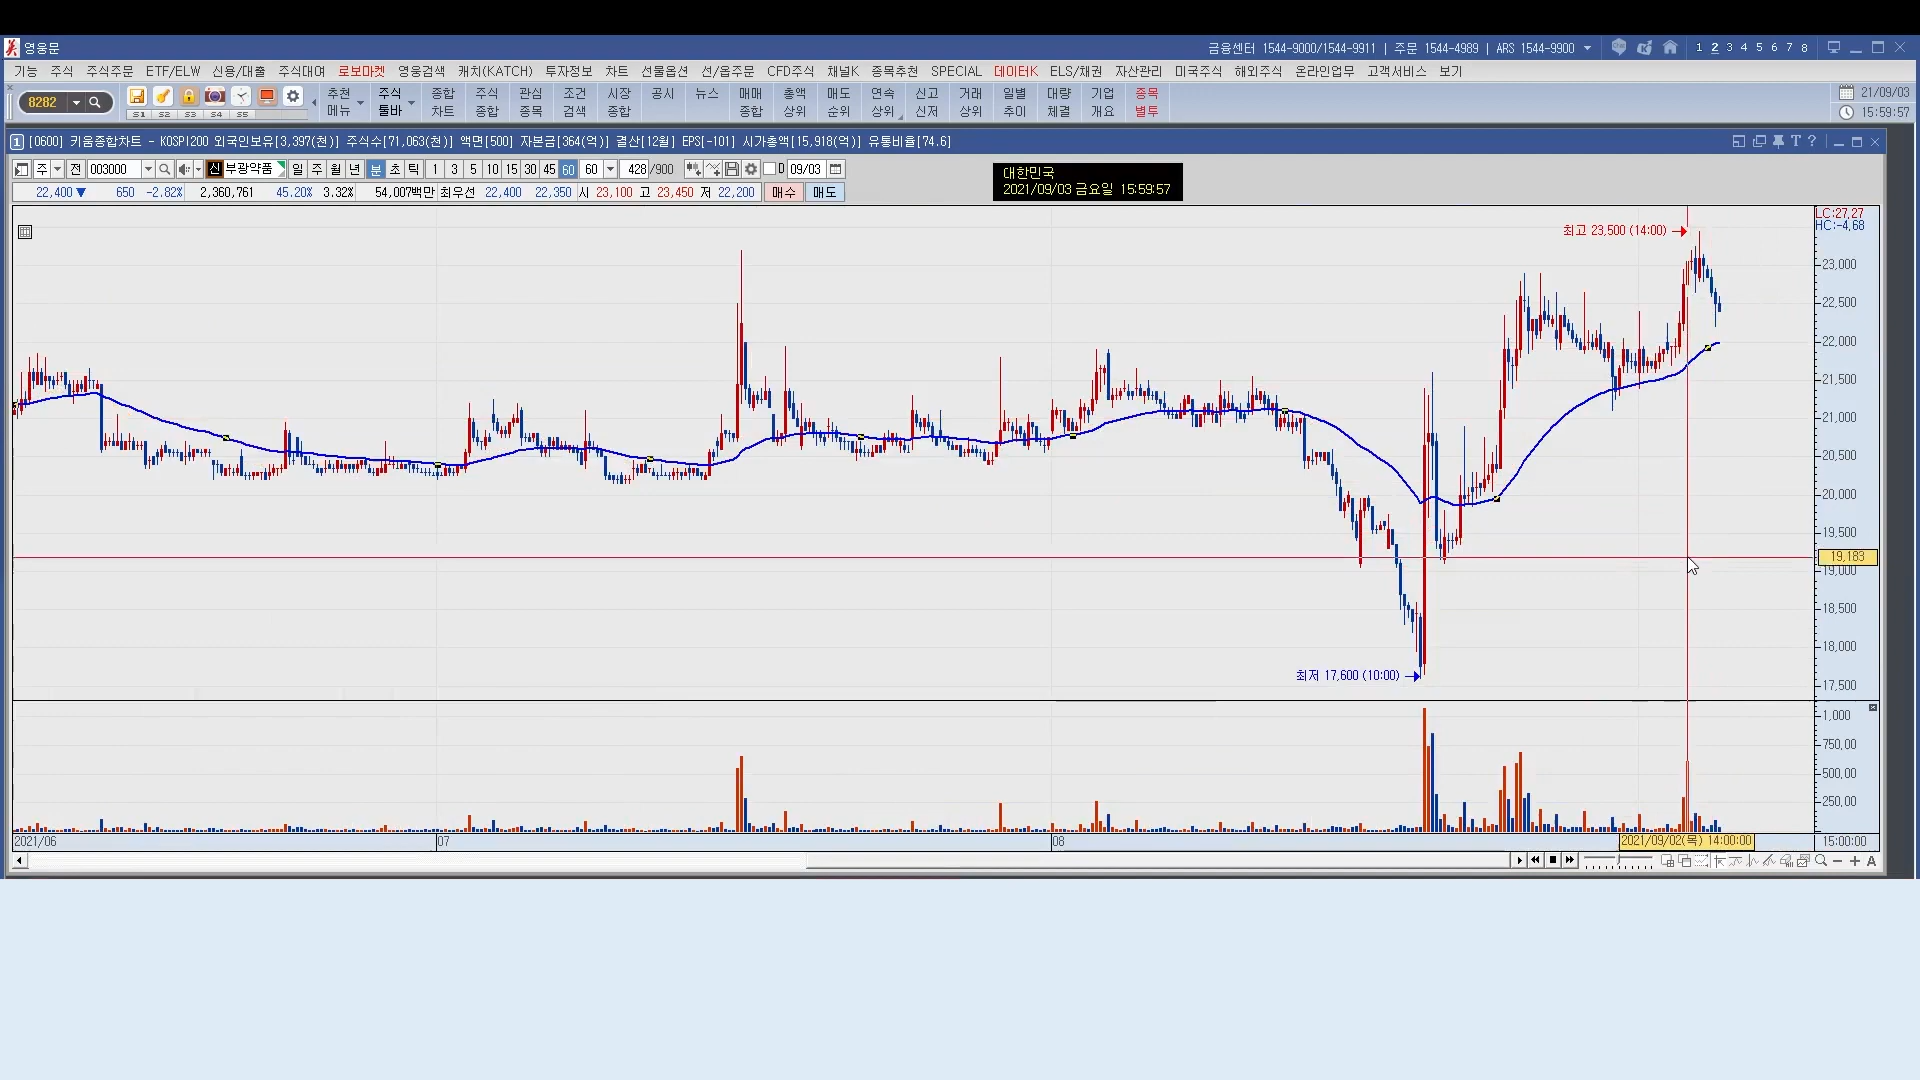 영웅문
금융센터 1544-9000/1544-9911 | 주문 1544-4989 | ARS 1544-9900
1 2 3 4 5 6 7 8
기능 주식 주식주문 ETF/ELW 신용/대출 주식대여 로보마켓 영웅검색 캐치(KATCH) 투자정보 차트 선물옵션 선/옵주문 CFD주식 채널K 종목추천 SPECIAL 데이터K ELS/채권 자산관리 미국주식 해외주식 온라인업무 고객서비스 보기
8282
S1 S2 S3 S4 S5
추천 메뉴
주식 툴바
종합 차트
주식 종합
관심 종목
조건 검색
시장 종합
공시
뉴스
매매 종합
총액 상위
매도 순위
연속 상위
신고 신저
거래 상위
일별 추이
대량 체결
기업 개요
종목 별투
21/09/03
15:59:57
1 [0600] 키움종합차트 - KOSPI200 외국인보유[3,397(천)] 주식수[71,063(천)] 액면[500] 자본금[364(억)] 결산[12월] EPS[-101] 시가총액[15,918(억)] 유통비율[74.6]
T ?
주 전 003000 신 부광약품 일 주 월 년 분 초 틱 1 3 5 10 15 30 45 60 60 428 /900 D 09/03
22,400 ▼ 650 -2.82% 2,360,761 45.20% 3.32% 54,007백만 최우선 22,400 22,350 시 23,100 고 23,450 저 22,200 매수 매도
대한민국
2021/09/03 금요일 15:59:57
LC:27,27
HC:-4,68
최고 23,500 (14:00)
23,000
22,500
22,000
21,500
21,000
20,500
20,000
19,500
19,183
19,000
18,500
18,000
최저 17,600 (10:00)
17,500
1,000
750,00
500,00
250,00
2021/06
07
08
2021/09/02(목) 14:00:00
15:00:00
A